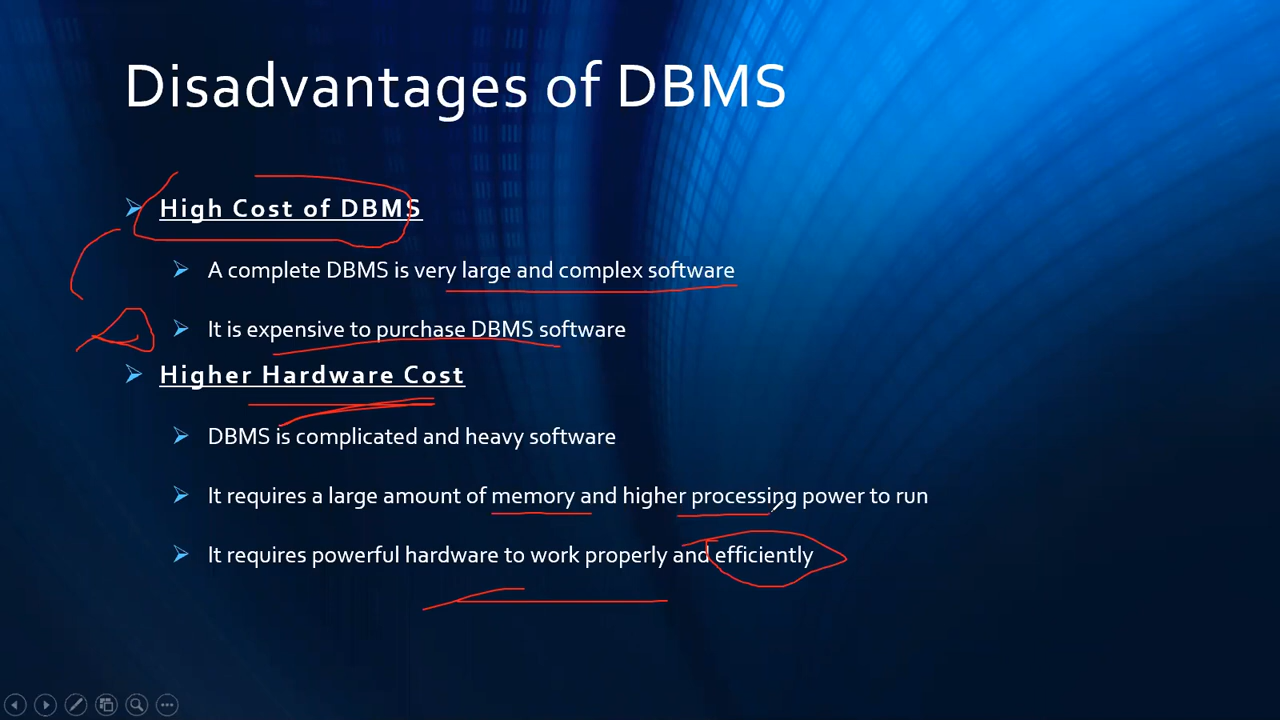 Disadvantages of DBMS
High Cost of DBMS
A complete DBMS is very large and complex software
It is expensive to purchase DBMS software
Higher Hardware Cost
DBMS is complicated and heavy software
It requires a large amount of memory and higher processing power to run
It requires powerful hardware to work properly and efficiently